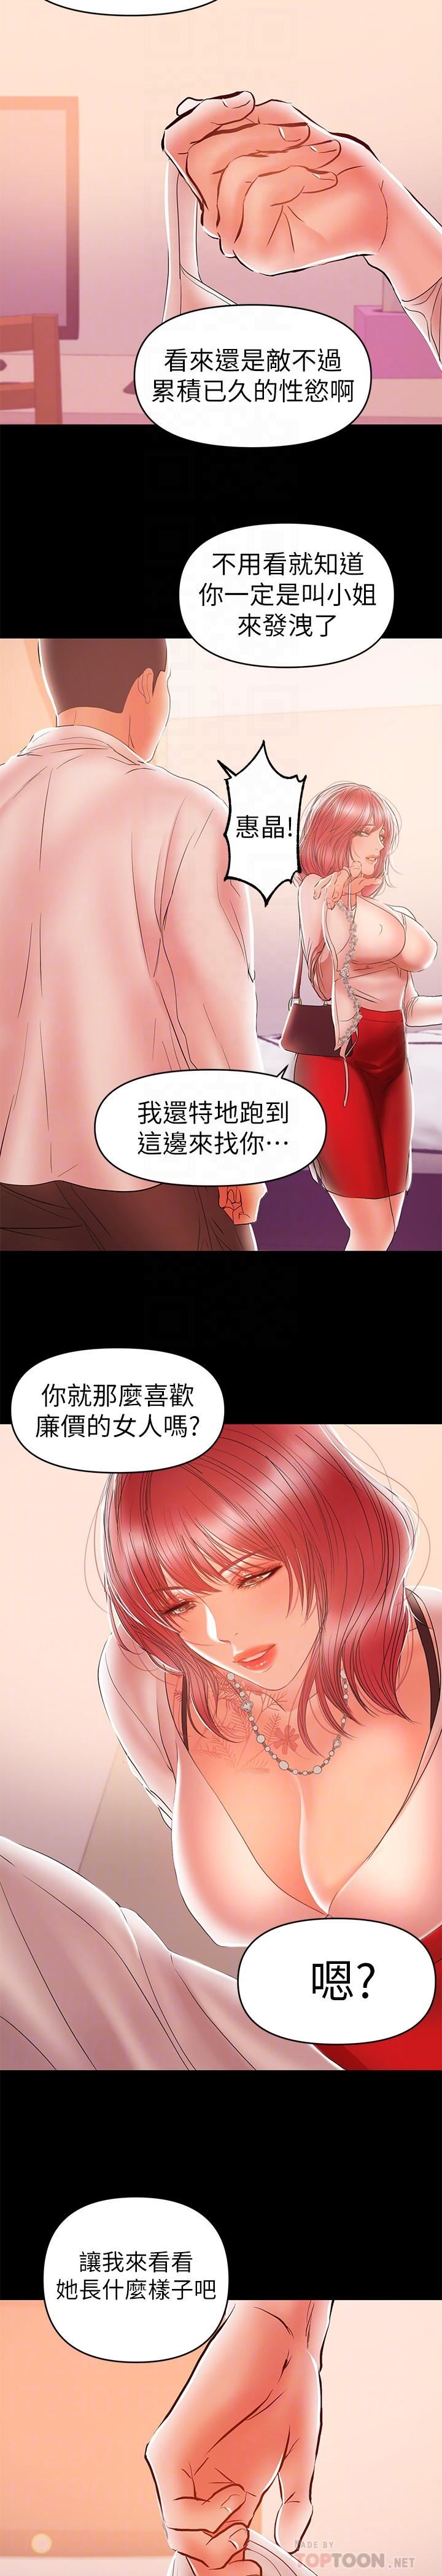 看來還是敵不過
累積已久的性慾啊
不用看就知道
你一定是叫小姐
來發洩了
惠晶!
我還特地跑到
這邊來找你…
你就那麼喜歡
廉價的女人嗎?
嗯?
讓我來看看
她長什麼樣子吧
MADE BY
TOPTOON.NET